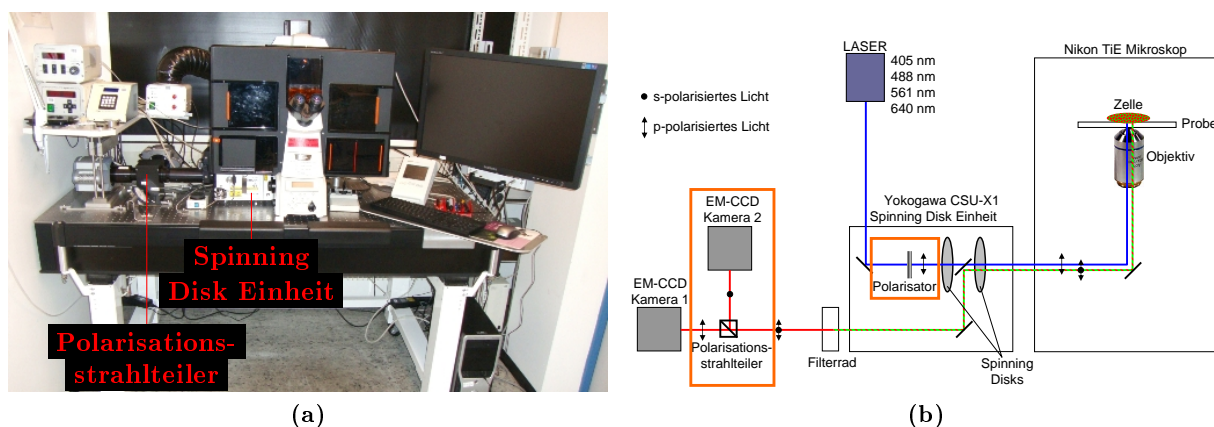 Spinning
Disk Einheit
Polarisations-
strahlteiler
(a)
LASER
405 nm
488 nm
561 nm
640 nm
s-polarisiertes Licht
p-polarisiertes Licht
Nikon TiE Mikroskop
Zelle
Probe
Objektiv
Yokogawa CSU-X1
Spinning Disk Einheit
Polarisator
EM-CCD
Kamera 2
EM-CCD
Kamera 1
Polarisations-
strahlteiler
Filterrad
Spinning
Disks
(b)